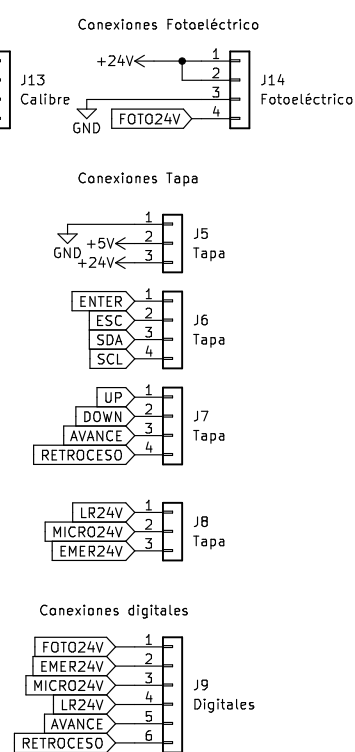 Conexiones Fotoeléctrico
+24V
1
2
3
4
GND
FOTO24V
J14
Fotoeléctrico
J13
Calibre
Conexiones Tapa
1
GND
+5V 2
+24V 3
J5
Tapa
ENTER 1
ESC 2
SDA 3
SCL 4
J6
Tapa
UP 1
DOWN 2
AVANCE 3
RETROCESO 4
J7
Tapa
LR24V 1
MICRO24V 2
EMER24V 3
J8
Tapa
Conexiones digitales
FOTO24V 1
EMER24V 2
MICRO24V 3
LR24V 4
AVANCE 5
RETROCESO 6
J9
Digitales